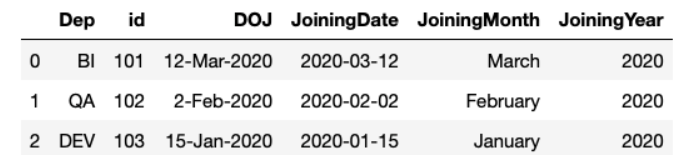 Dep id DOJ JoiningDate JoiningMonth JoiningYear
0 BI 101 12-Mar-2020 2020-03-12 March 2020
1 QA 102 2-Feb-2020 2020-02-02 February 2020
2 DEV 103 15-Jan-2020 2020-01-15 January 2020